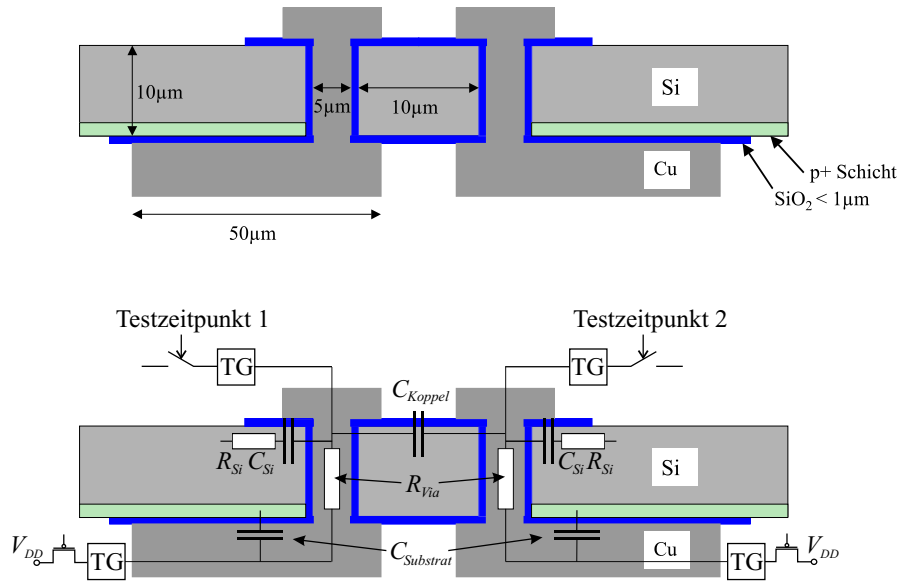 10µm
5µm
10µm
Si
Cu
p+ Schicht
SiO2 < 1µm
50µm
Testzeitpunkt 1
Testzeitpunkt 2
TG
TG
CKoppel
RSi CSi
CSi RSi
Si
RVia
VDD
TG
CSubstrat
Cu
TG
VDD